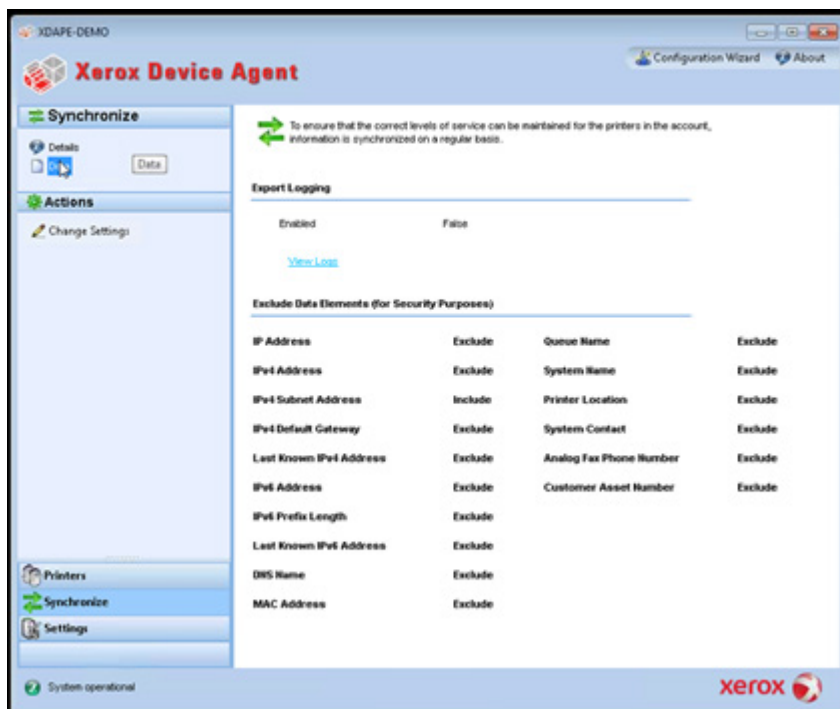 XDAPE-DEMO
Xerox Device Agent
Configuration Wizard About
Synchronize
Details
Data
Actions
Change Settings
To ensure that the correct levels of service can be maintained for the printers in the account,
information is synchronized on a regular basis.
Export Logging
Enabled False
View Logs
Exclude Data Elements (for Security Purposes)
IP Address Exclude Queue Name Exclude
IPv4 Address Exclude System Name Exclude
IPv4 Subnet Address Include Printer Location Exclude
IPv4 Default Gateway Exclude System Contact Exclude
Last Known IPv4 Address Exclude Analog Fax Phone Number Exclude
IPv6 Address Exclude Customer Asset Number Exclude
IPv6 Prefix Length Exclude
Last Known IPv6 Address Exclude
DNS Name Exclude
MAC Address Exclude
Printers
Synchronize
Settings
System operational
xerox